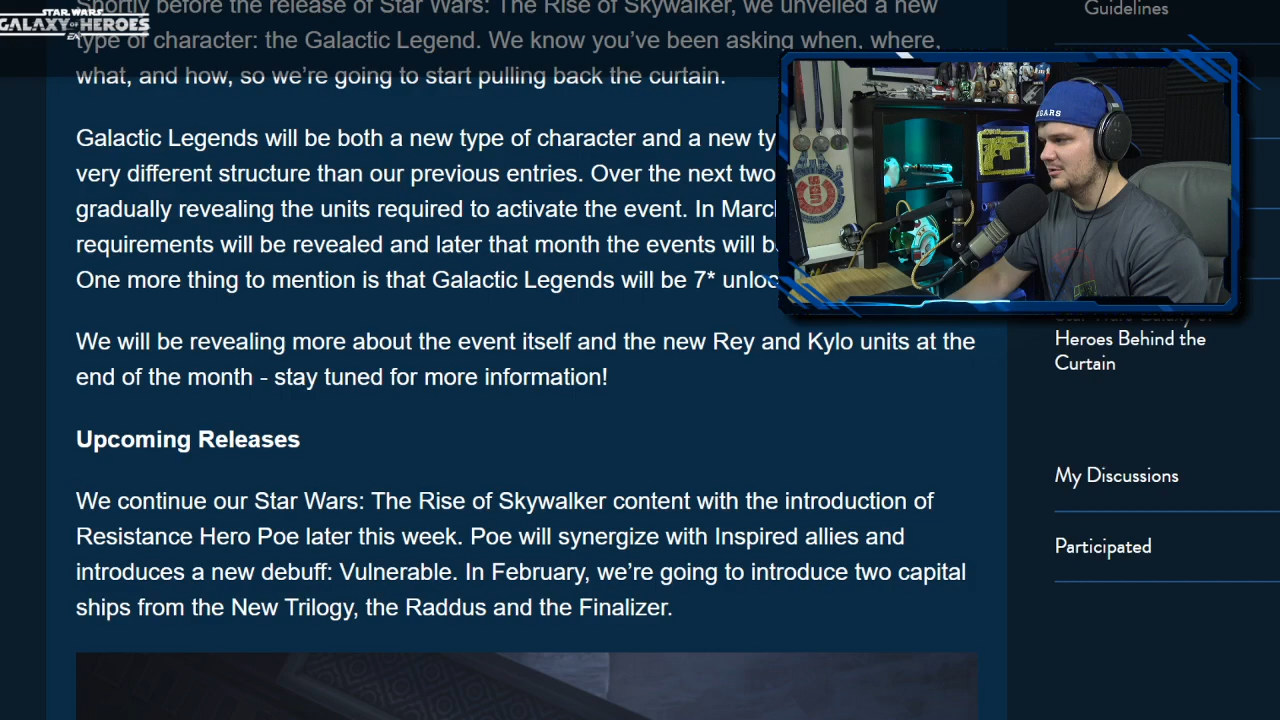 STAR WARS
GALAXY OF HEROES
EA
Shortly before the release of Star Wars: The Rise of Skywalker, we unveiled a new
type of character: the Galactic Legend. We know you've been asking when, where,
what, and how, so we're going to start pulling back the curtain.
Galactic Legends will be both a new type of character and a new
very different structure than our previous entries. Over the next two
gradually revealing the units required to activate the event. In
requirements will be revealed and later that month the events will
One more thing to mention is that Galactic Legends will be 7*
We will be revealing more about the event itself and the new Rey and Kylo units at the
end of the month - stay tuned for more information!
Upcoming Releases
We continue our Star Wars: The Rise of Skywalker content with the introduction of
Resistance Hero Poe later this week. Poe will synergize with Inspired allies and
introduces a new debuff: Vulnerable. In February, we're going to introduce two capital
ships from the New Trilogy, the Raddus and the Finalizer.
Guidelines
Star Wars Galaxy of
Heroes Behind the
Curtain
My Discussions
Participated